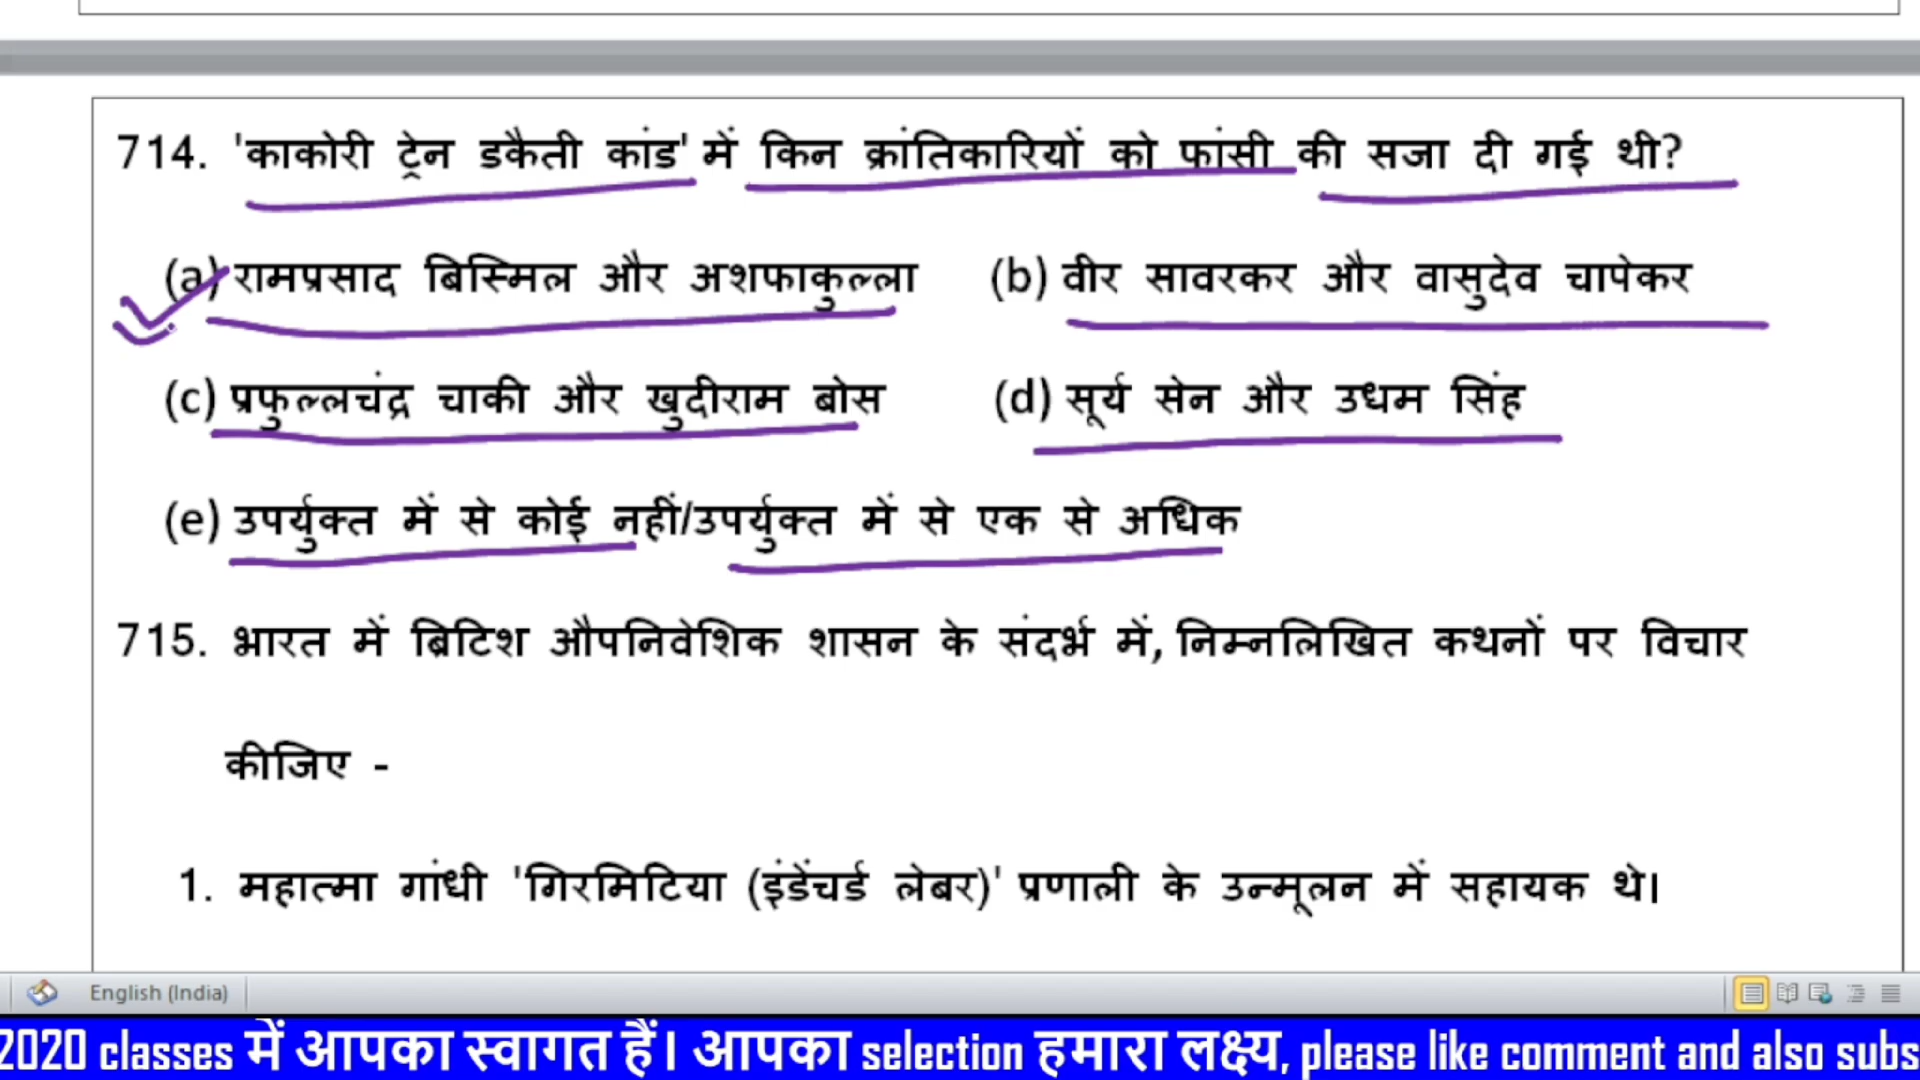 714. 'काकोरी ट्रेन डकैती कांड' में किन क्रांतिकारियों को फांसी की सजा दी गई थी?
(a) रामप्रसाद बिस्मिल और अशफाकुल्ला (b) वीर सावरकर और वासुदेव चापेकर
(c) प्रफुल्लचंद्र चाकी और खुदीराम बोस (d) सूर्य सेन और उधम सिंह
(e) उपर्युक्त में से कोई नहीं/उपर्युक्त में से एक से अधिक
715. भारत में ब्रिटिश औपनिवेशिक शासन के संदर्भ में, निम्नलिखित कथनों पर विचार
कीजिए -
1. महात्मा गांधी 'गिरमिटिया (इंडेंचर्ड लेबर)' प्रणाली के उन्मूलन में सहायक थे।
English (India)
2020 classes में आपका स्वागत हैं। आपका selection हमारा लक्ष्य, please like comment and also subs